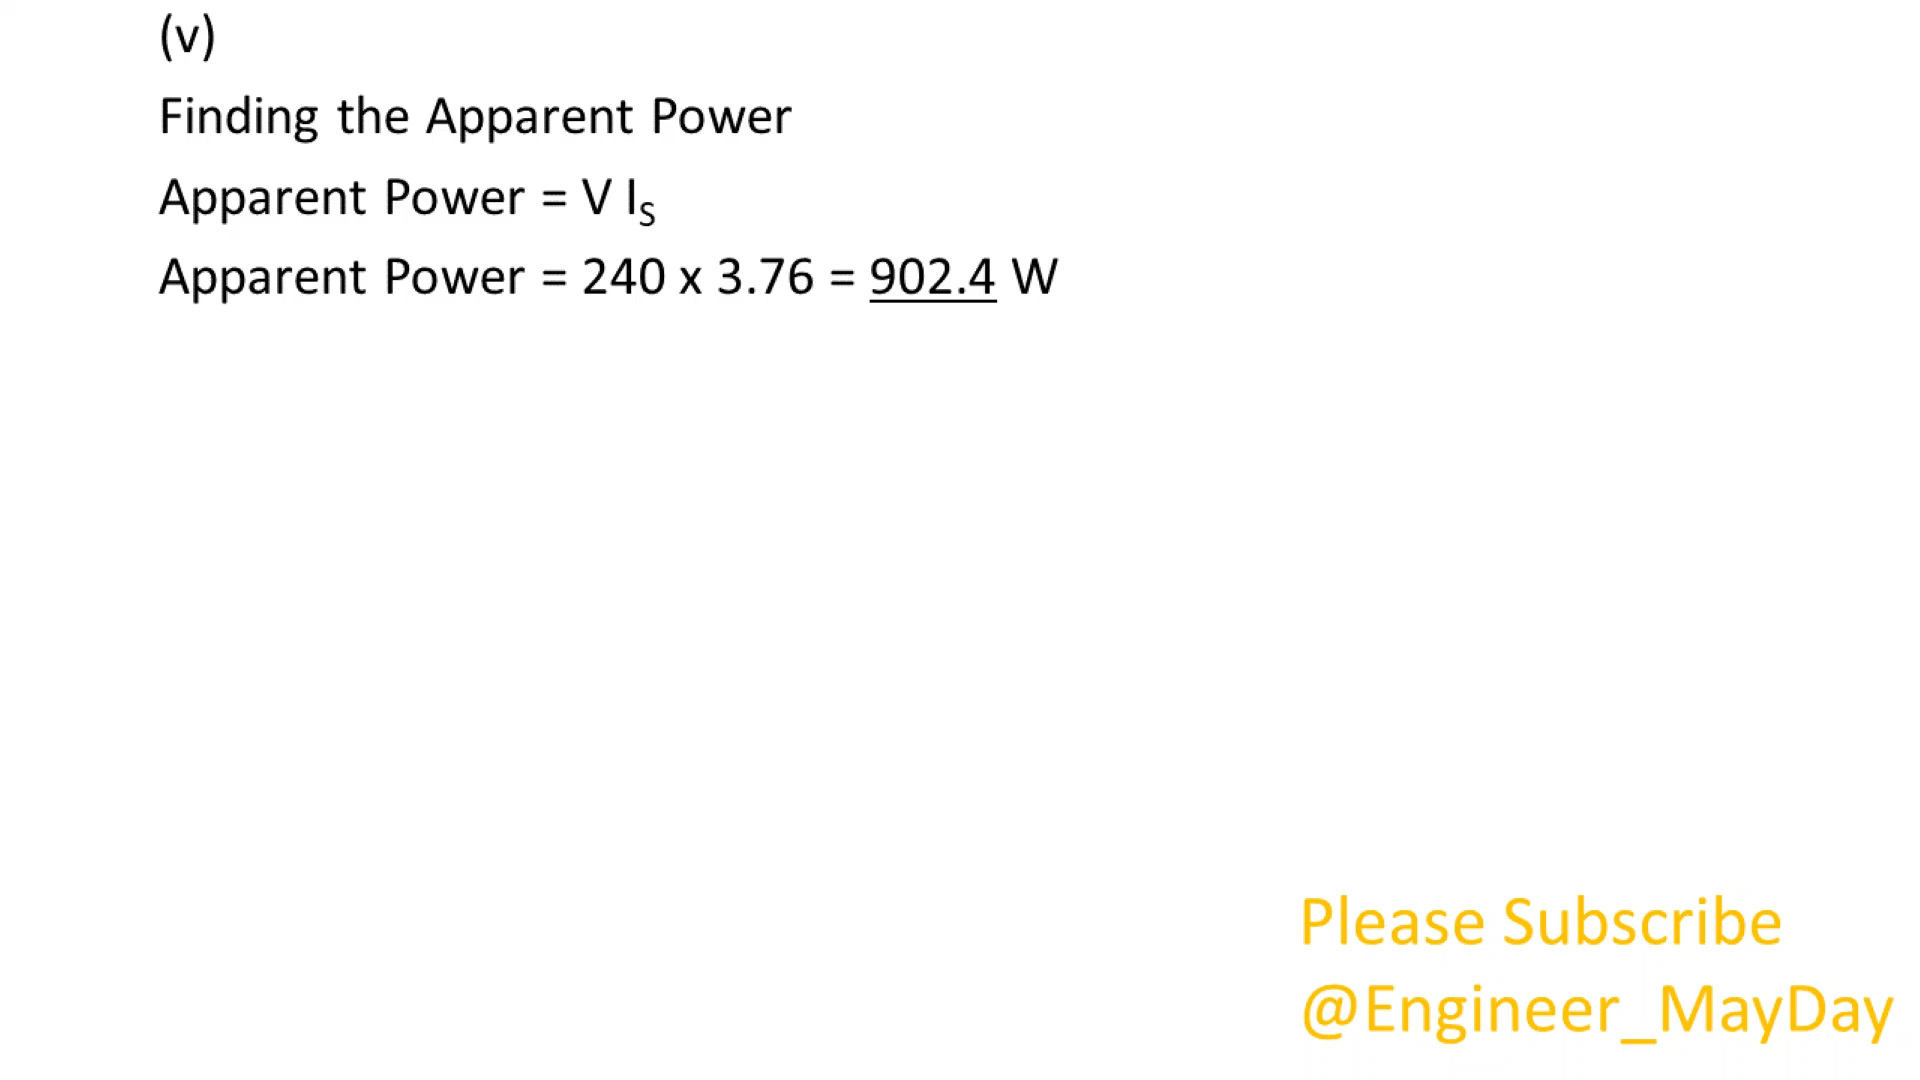 (v)
Finding the Apparent Power
Apparent Power = V Iₛ
Apparent Power = 240 x 3.76 = 902.4 W
Please Subscribe
@Engineer_MayDay